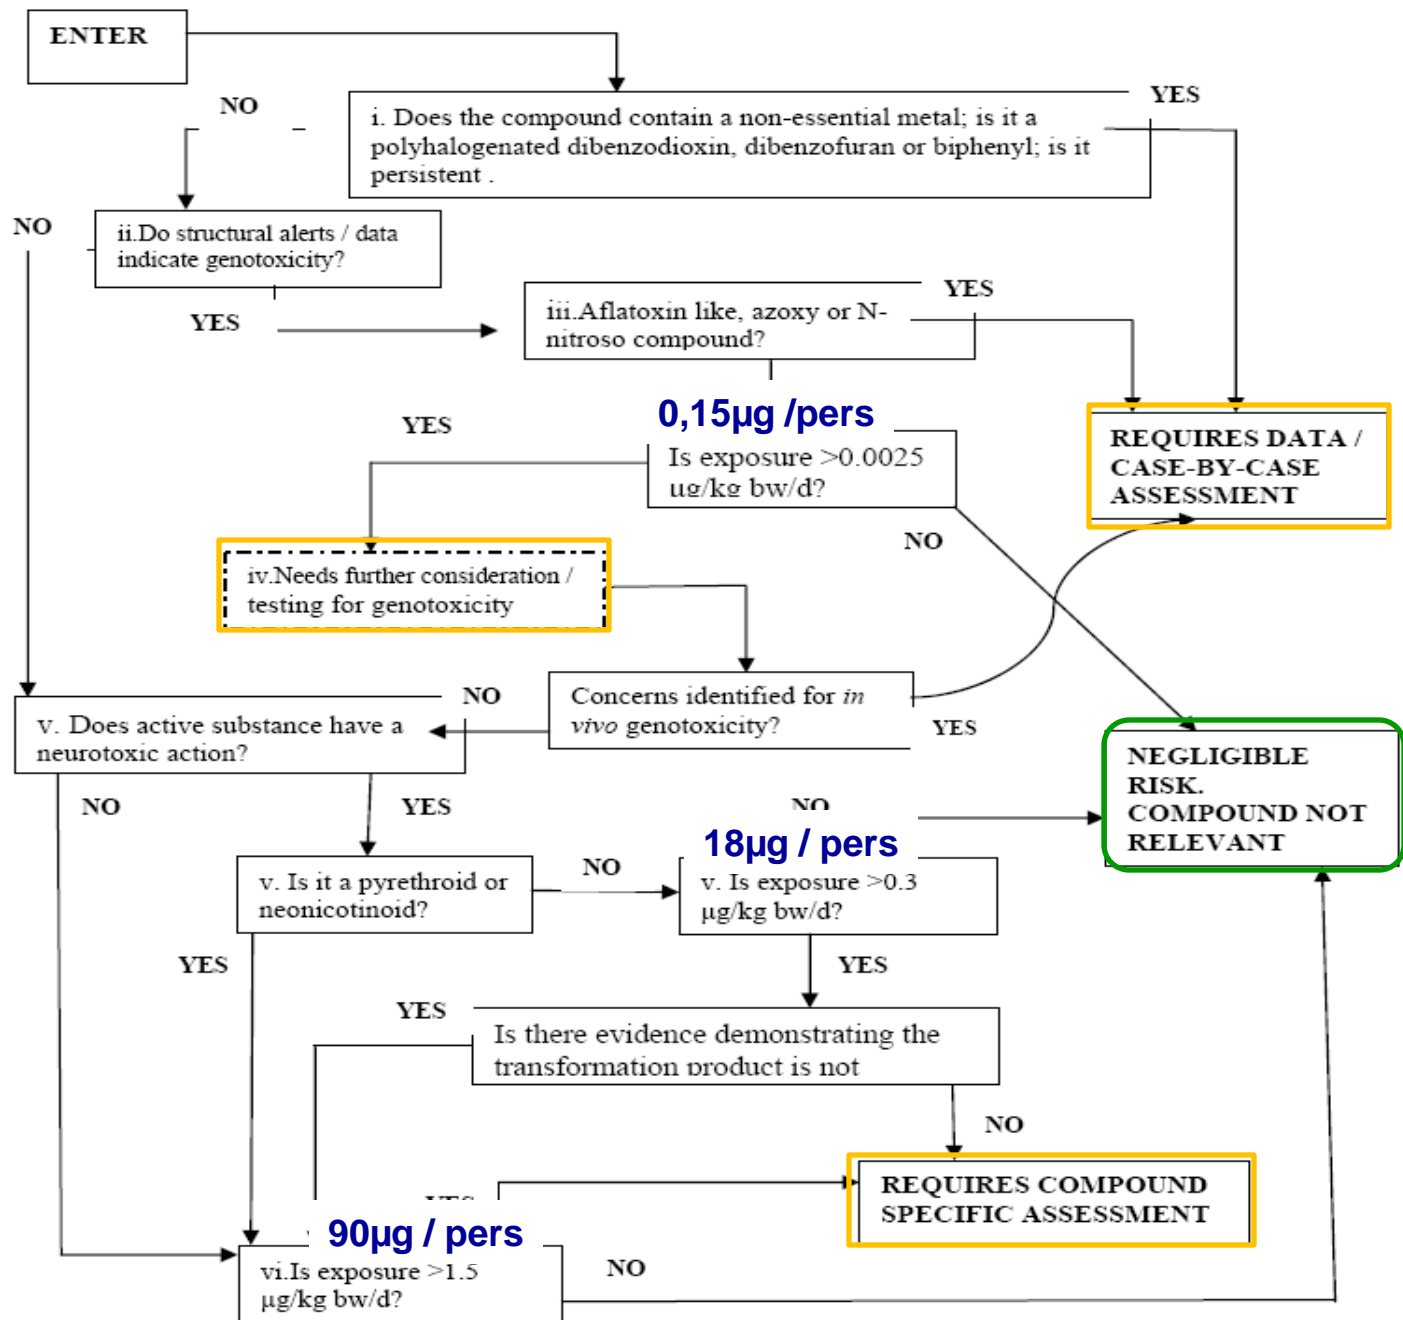 ENTER
NO
YES
i. Does the compound contain a non-essential metal; is it a
polyhalogenated dibenzodioxin, dibenzofuran or biphenyl; is it
persistent .
NO
ii.Do structural alerts / data
indicate genotoxicity?
YES
iii.Aflatoxin like, azoxy or N-
nitroso compound?
YES
0,15µg /pers
YES
Is exposure >0.0025
µg/kg bw/d?
NO
REQUIRES DATA /
CASE-BY-CASE
ASSESSMENT
iv.Needs further consideration /
testing for genotoxicity
NO
Concerns identified for in
vivo genotoxicity?
YES
v. Does active substance have a
neurotoxic action?
NEGLIGIBLE
RISK.
COMPOUND NOT
RELEVANT
NO
YES
NO
18µg / pers
v. Is it a pyrethroid or
neonicotinoid?
NO
v. Is exposure >0.3
µg/kg bw/d?
YES
YES
YES
Is there evidence demonstrating the
transformation product is not
NO
REQUIRES COMPOUND
SPECIFIC ASSESSMENT
YES
90µg / pers
vi.Is exposure >1.5
µg/kg bw/d?
NO